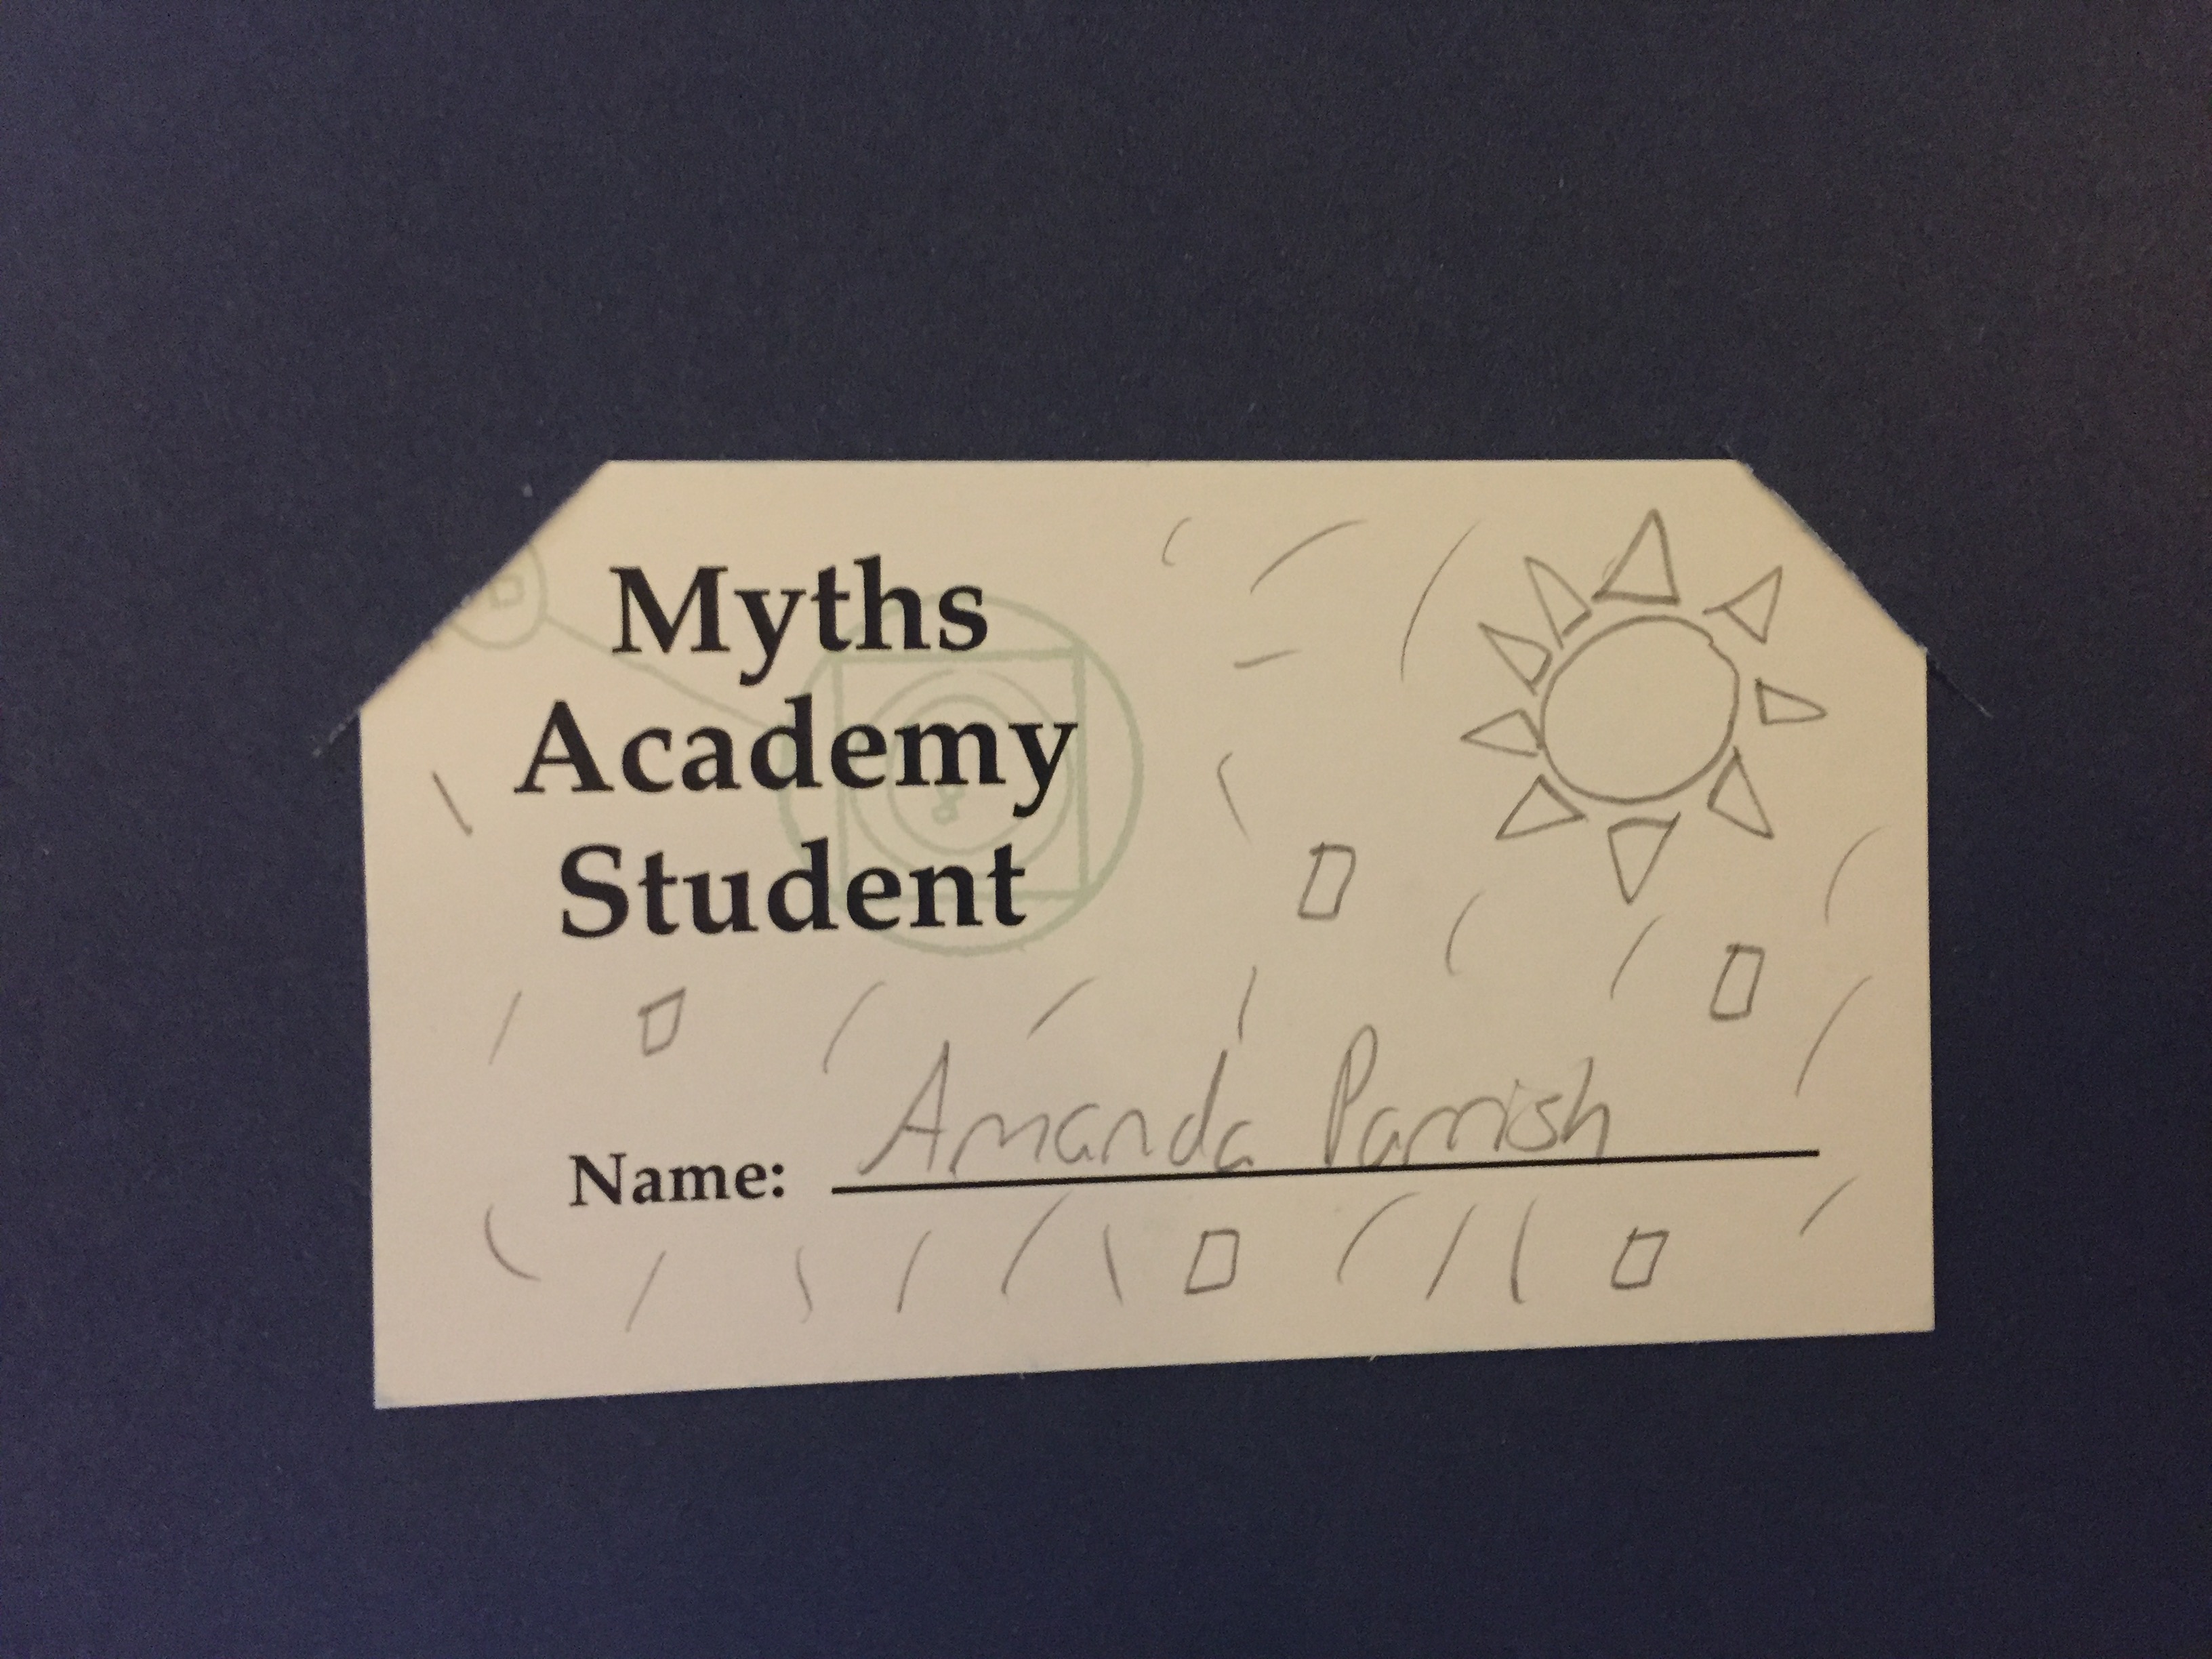 Myths
Academy
Student
Name: Amanda Parrish